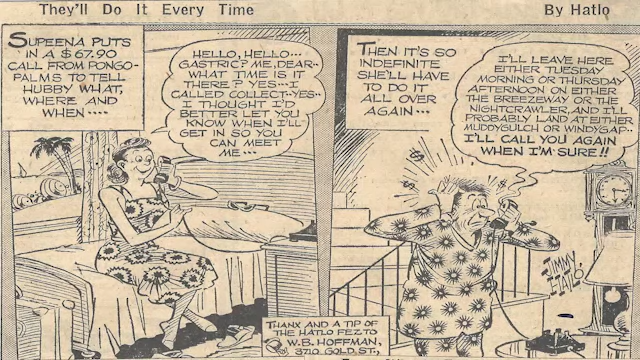 They'll Do It Every Time
By Hatlo
SUPEENA PUTS
IN A $67.90
CALL FROM PONGO-
PALMS TO TELL
HUBBY WHAT,
WHERE AND
WHEN....
HELLO, HELLO...
GASTRIC? ME, DEAR..
WHAT TIME IS IT
THERE? YES...I
CALLED COLLECT..YES..
I THOUGHT I'D
BETTER LET YOU
KNOW WHEN I'LL
GET IN SO YOU
CAN MEET
ME...
THEN IT'S SO
INDEFINITE
SHE'LL HAVE
TO DO IT
ALL OVER
AGAIN...
I'LL LEAVE HERE
EITHER TUESDAY
MORNING OR THURSDAY
AFTERNOON ON EITHER
THE BREEZEWAY OR THE
NIGHTCRAWLER, AND I'LL
PROBABLY LAND AT EITHER
MUDDYGULCH OR WINDYGAP..
I'LL CALL YOU AGAIN
WHEN I'M SURE!!
$ $ $
JIMMY
HATLO
THANX AND A TIP OF
THE HATLO FEZ TO
W.B. HOFFMAN,
3710 GOLD ST.,